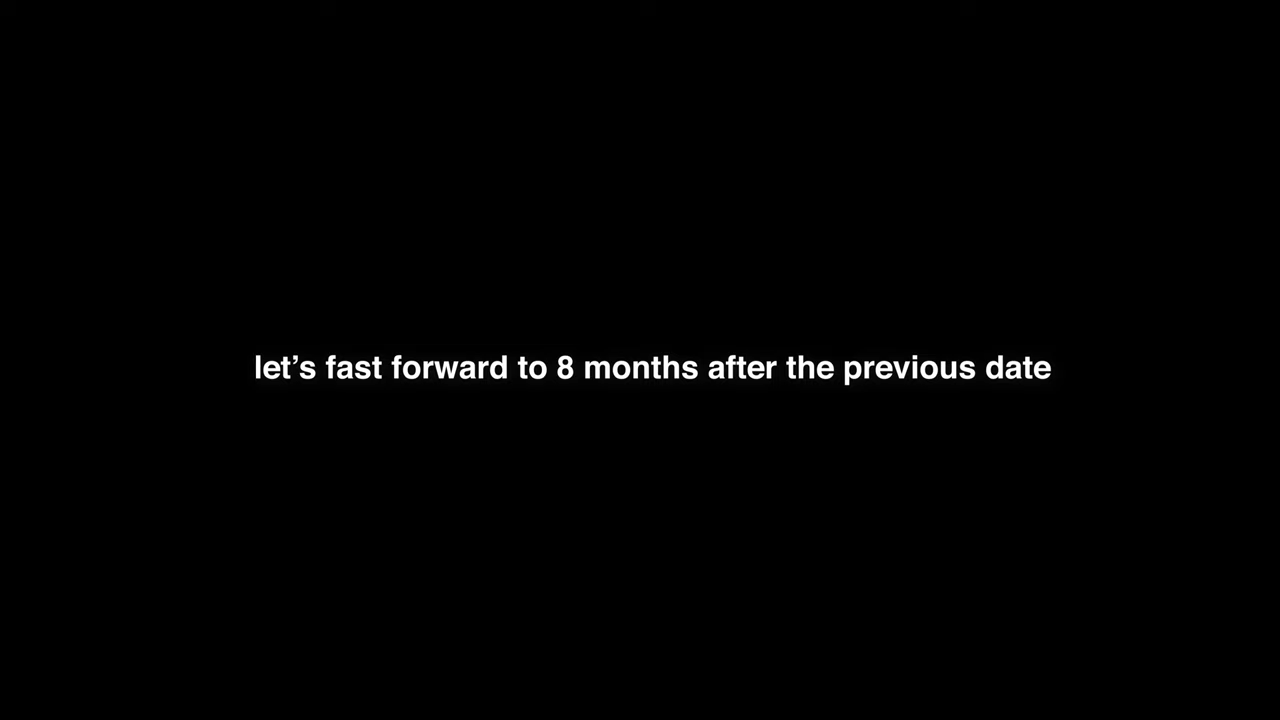 let’s fast forward to 8 months after the previous date